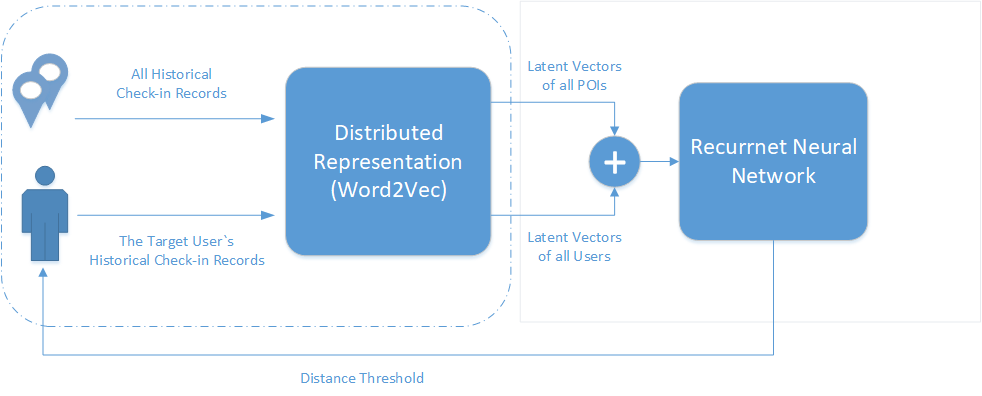 All Historical
Check-in Records
Distributed
Representation
(Word2Vec)
The Target User`s
Historical Check-in Records
Latent Vectors
of all POIs
+
Latent Vectors
of all Users
Recurrnet Neural
Network
Distance Threshold